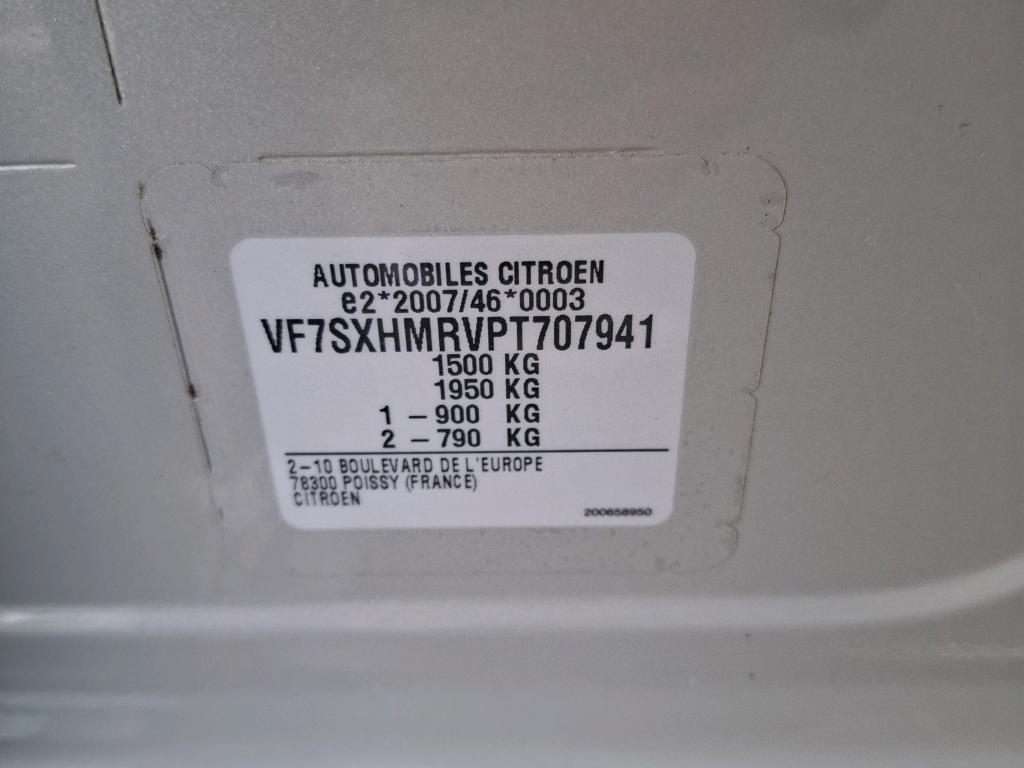 AUTOMOBILES CITROEN
e2*2007/46*0003
VF7SXHMRVPT707941
1500 KG
1950 KG
1 – 900 KG
2 – 790 KG
2–10 BOULEVARD DE L'EUROPE
78300 POISSY (FRANCE)
CITROEN
200658950